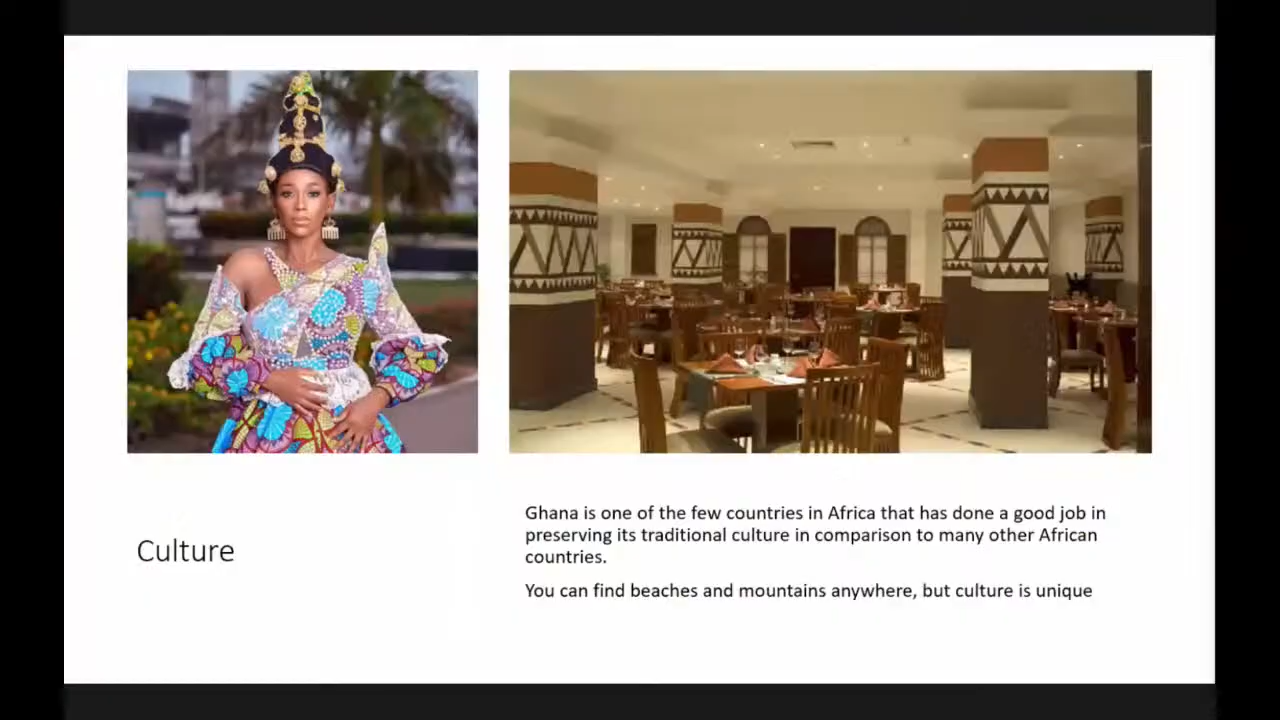 Culture
Ghana is one of the few countries in Africa that has done a good job in
preserving its traditional culture in comparison to many other African
countries.
You can find beaches and mountains anywhere, but culture is unique